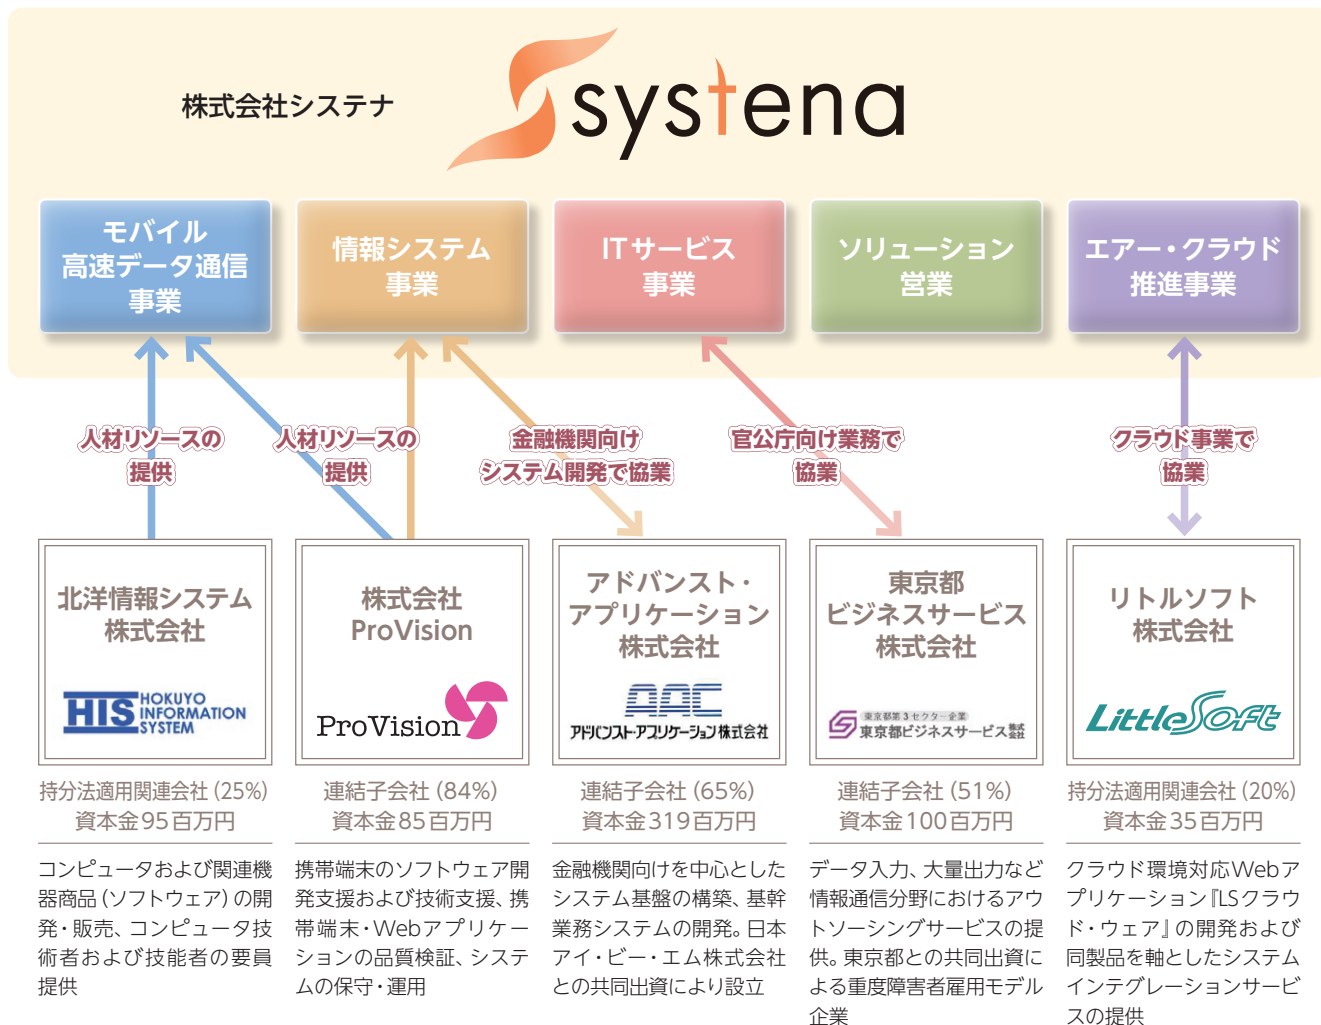 株式会社システナ
systena
モバイル
高速データ通信
事業
情報システム
事業
ITサービス
事業
ソリューション
営業
エアー・クラウド
推進事業
人材リソースの
提供
人材リソースの
提供
金融機関向け
システム開発で協業
官公庁向け業務で
協業
クラウド事業で
協業
北洋情報システム
株式会社
HIS HOKUYO
INFORMATION
SYSTEM
持分法適用関連会社（25%）
資本金95百万円
コンピュータおよび関連機
器商品（ソフトウェア）の開
発・販売、コンピュータ技
術者および技能者の要員
提供
株式会社
ProVision
ProVision
連結子会社（84%）
資本金85百万円
携帯端末のソフトウェア開
発支援および技術支援、携
帯端末・Webアプリケー
ションの品質検証、システ
ムの保守・運用
アドバンスト・
アプリケーション
株式会社
AAC
アドバンスト・アプリケーション株式会社
連結子会社（65%）
資本金319百万円
金融機関向けを中心とした
システム基盤の構築、基幹
業務システムの開発。日本
アイ・ビー・エム株式会社
との共同出資により設立
東京都
ビジネスサービス
株式会社
東京都第3セクター企業
東京都ビジネスサービス株式会社
連結子会社（51%）
資本金100百万円
データ入力、大量出力など
情報通信分野におけるアウ
トソーシングサービスの提
供。東京都との共同出資に
よる重度障害者雇用モデル
企業
リトルソフト
株式会社
LittleSoft
持分法適用関連会社（20%）
資本金35百万円
クラウド環境対応Webア
プリケーション『LSクラウ
ド・ウェア』の開発および
同製品を軸としたシステム
インテグレーションサービ
スの提供